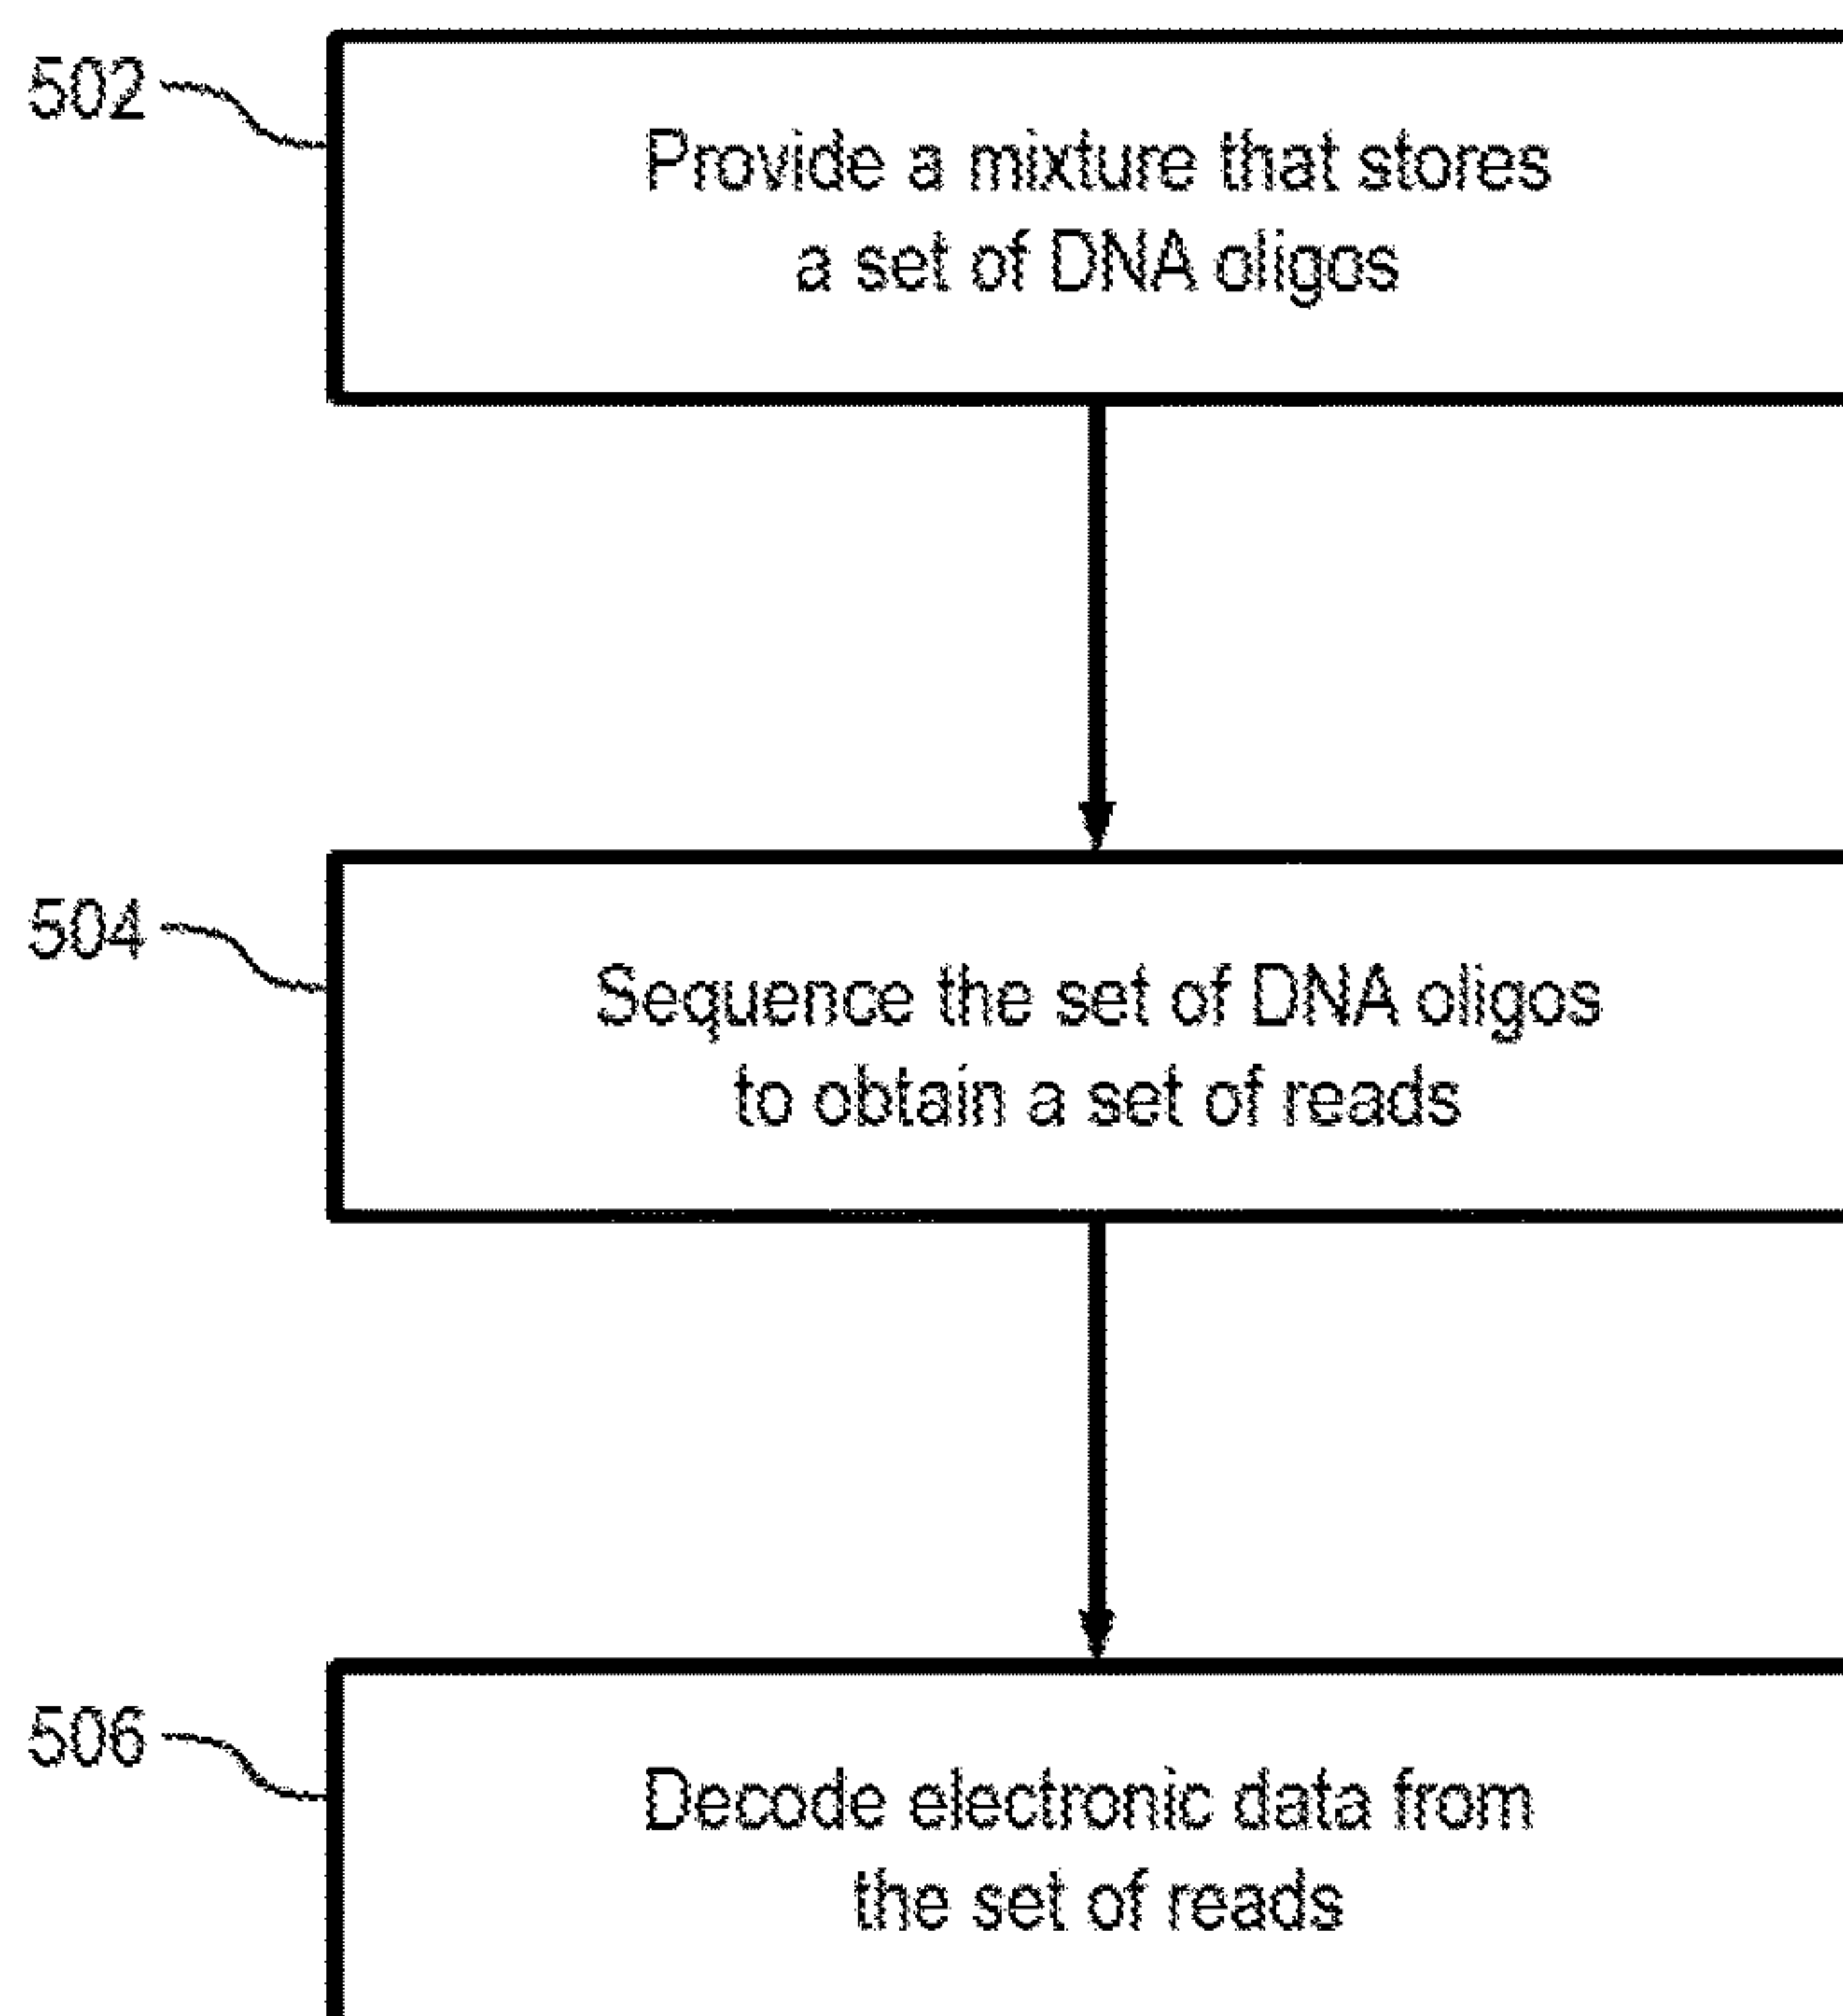 502
Provide a mixture that stores
a set of DNA oligos
504
Sequence the set of DNA oligos
to obtain a set of reads
506
Decode electronic data from
the set of reads